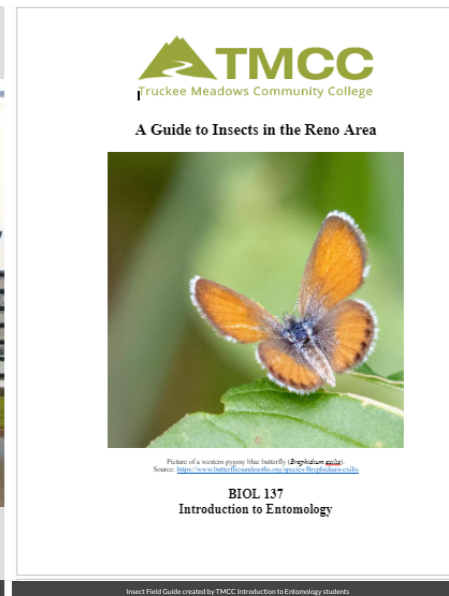 TMCC
Truckee Meadows Community College
A Guide to Insects in the Reno Area
Picture of a western pygmy blue butterfly (Brephidium exilis).
Source: https://www.butterfliesandmoths.org/species/Brephidium-exilis
BIOL 137
Introduction to Entomology
Insect Field Guide created by TMCC Introduction to Entomology students